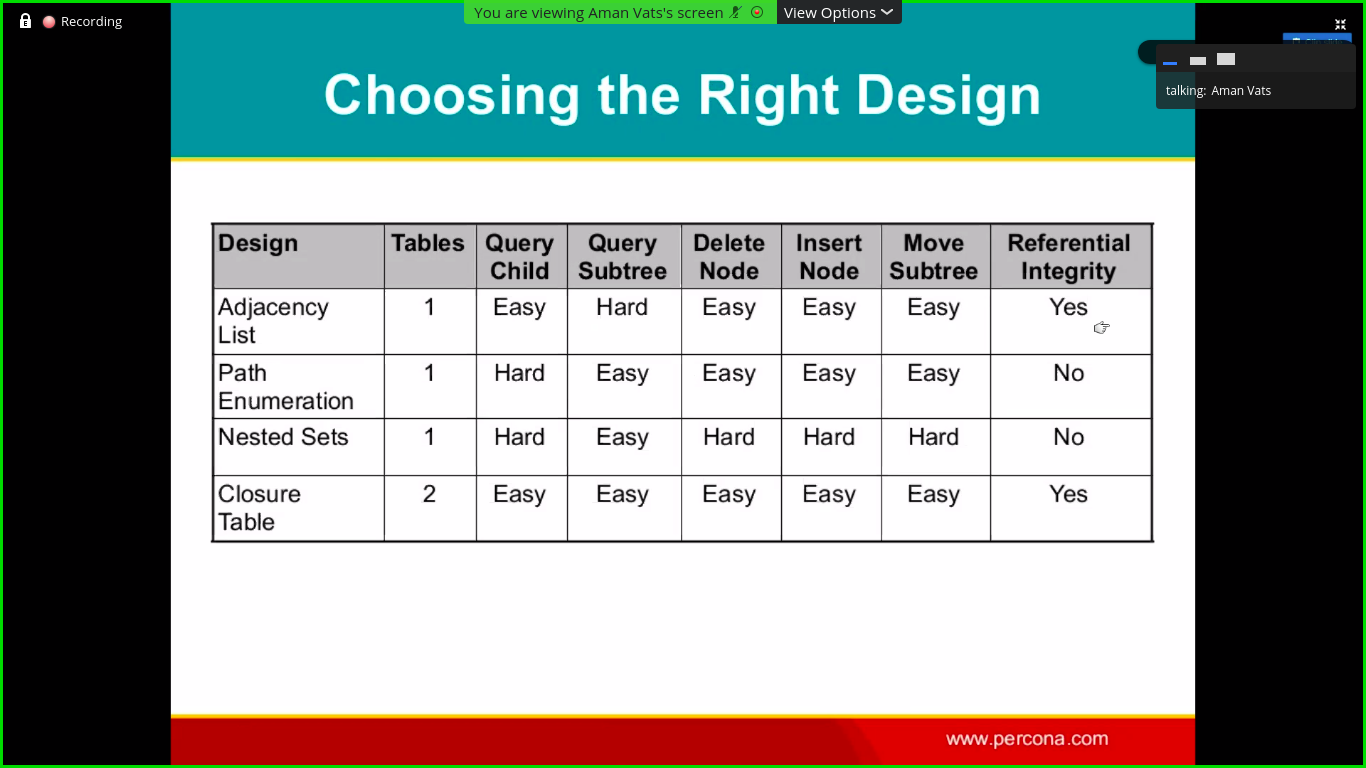 Recording
You are viewing Aman Vats's screen
View Options
talking: Aman Vats
Choosing the Right Design
Design Tables Query Child Query Subtree Delete Node Insert Node Move Subtree Referential Integrity
Adjacency List 1 Easy Hard Easy Easy Easy Yes
Path Enumeration 1 Hard Easy Easy Easy Easy No
Nested Sets 1 Hard Easy Hard Hard Hard No
Closure Table 2 Easy Easy Easy Easy Easy Yes
www.percona.com